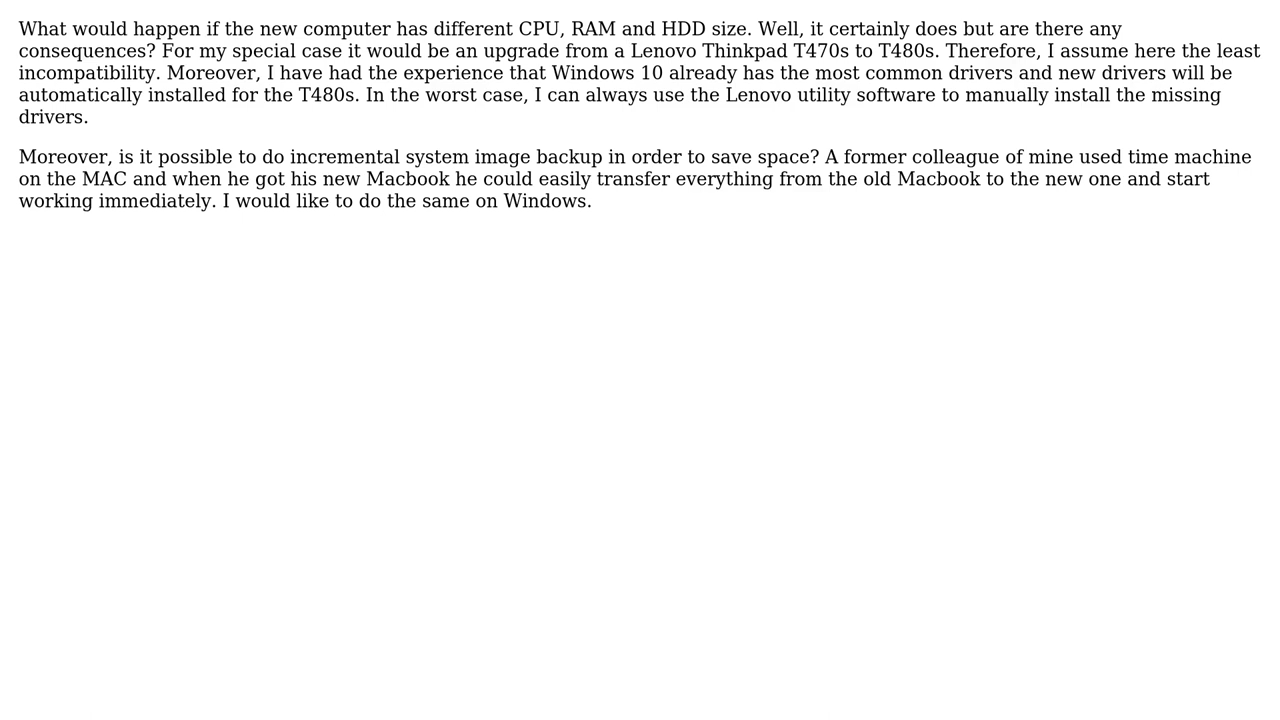 What would happen if the new computer has different CPU, RAM and HDD size. Well, it certainly does but are there any
consequences? For my special case it would be an upgrade from a Lenovo Thinkpad T470s to T480s. Therefore, I assume here the least
incompatibility. Moreover, I have had the experience that Windows 10 already has the most common drivers and new drivers will be
automatically installed for the T480s. In the worst case, I can always use the Lenovo utility software to manually install the missing
drivers.
Moreover, is it possible to do incremental system image backup in order to save space? A former colleague of mine used time machine
on the MAC and when he got his new Macbook he could easily transfer everything from the old Macbook to the new one and start
working immediately. I would like to do the same on Windows.